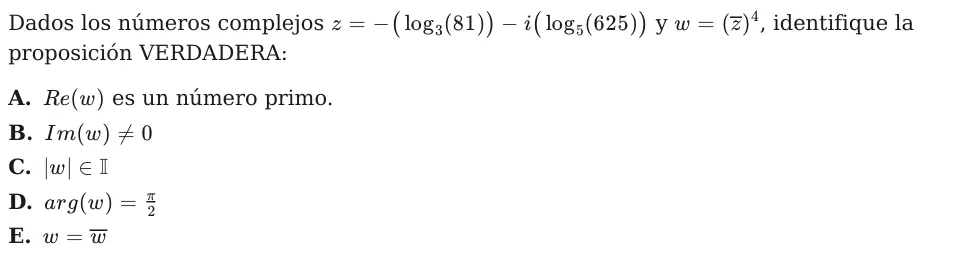 Dados los números complejos z = −(log₃(81)) − i(log₅(625)) y w = (z̅)⁴, identifique la
proposición VERDADERA:
A. Re(w) es un número primo.
B. Im(w) ≠ 0
C. |w| ∈ 𝕀
D. arg(w) = π/2
E. w = w̅